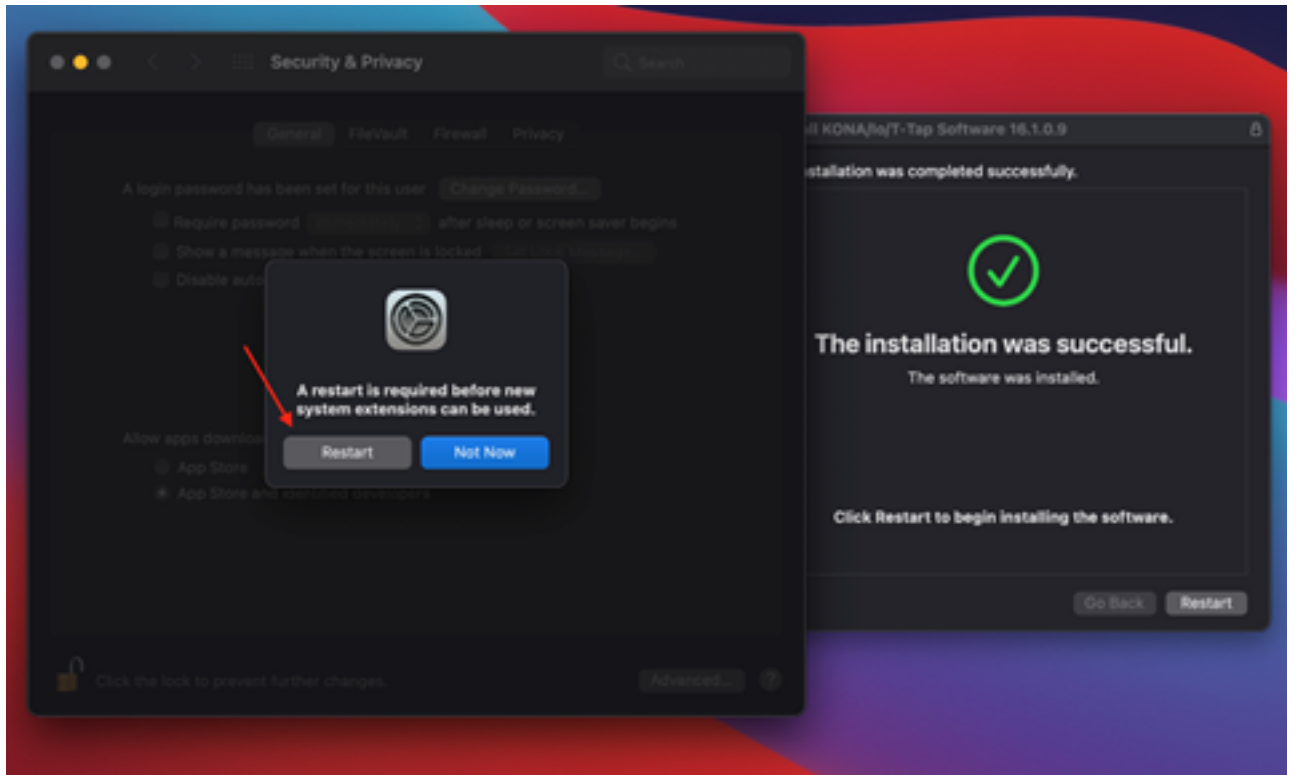 Security & Privacy
Search
General FileVault Firewall Privacy
A login password has been set for this user Change Password...
Require password after sleep or screen saver begins
Show a message when the screen is locked
Disable auto
A restart is required before new
system extensions can be used.
Restart Not Now
Allow apps downloa
App Store
App Store and identified developers
Click the lock to prevent further changes.
Advanced... ?
ll KONA/Io/T-Tap Software 16.1.0.9
stallation was completed successfully.
The installation was successful.
The software was installed.
Click Restart to begin installing the software.
Go Back Restart